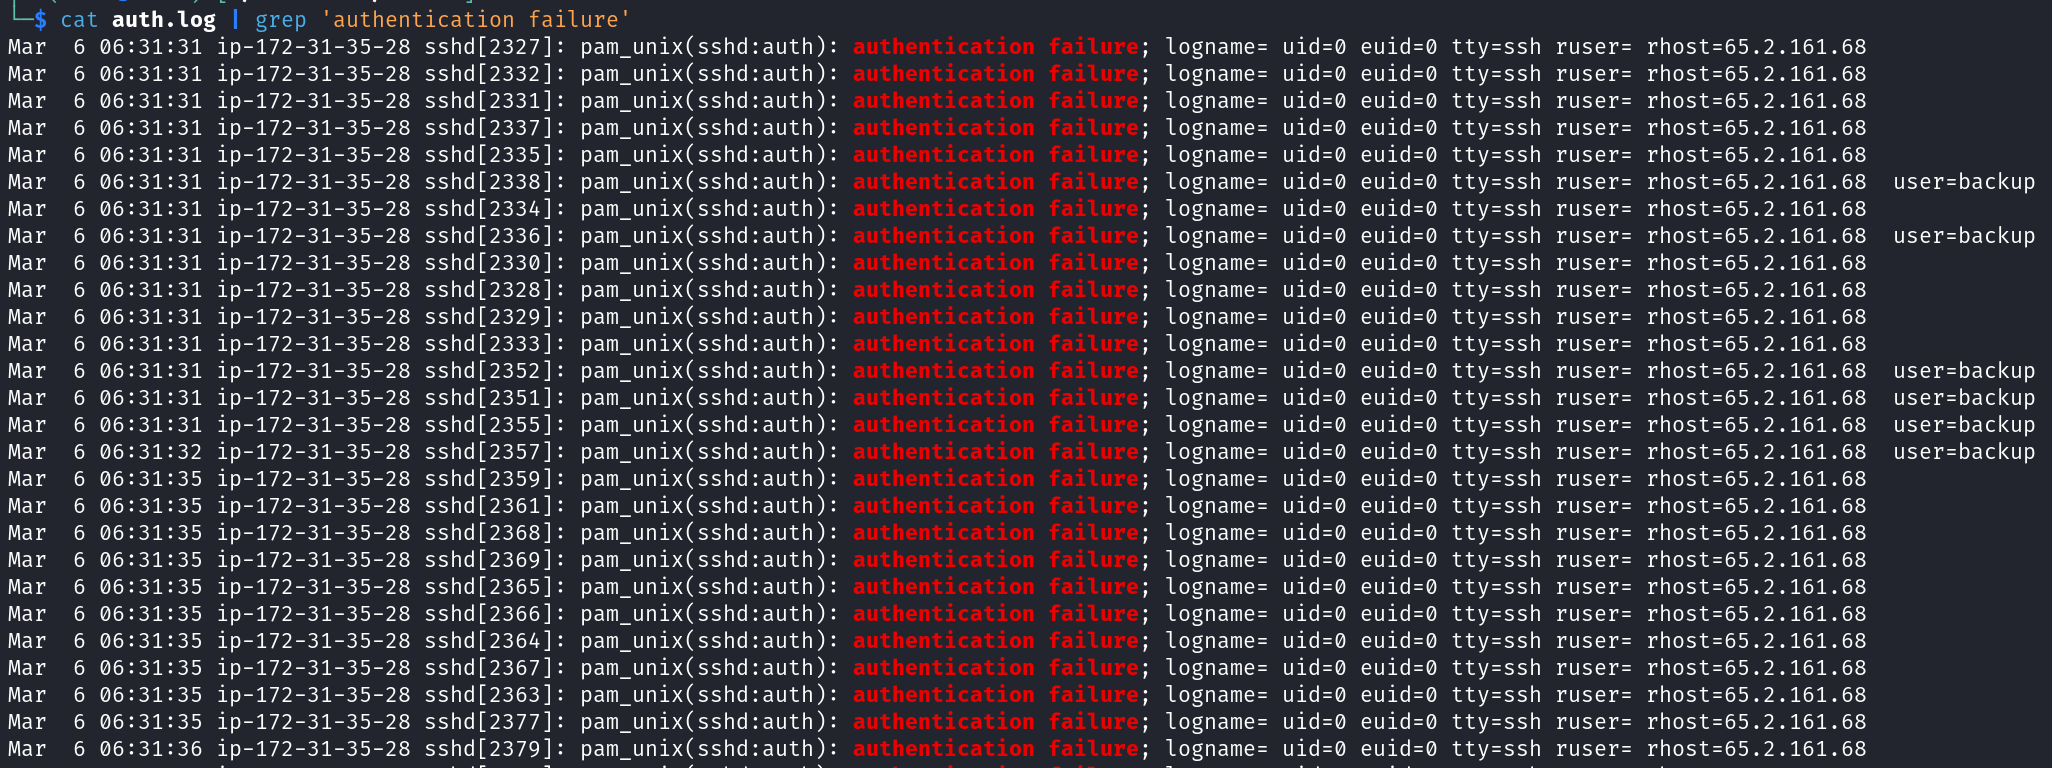 └─$ cat auth.log | grep 'authentication failure'
Mar  6 06:31:31 ip-172-31-35-28 sshd[2327]: pam_unix(sshd:auth): authentication failure; logname= uid=0 euid=0 tty=ssh ruser= rhost=65.2.161.68
Mar  6 06:31:31 ip-172-31-35-28 sshd[2332]: pam_unix(sshd:auth): authentication failure; logname= uid=0 euid=0 tty=ssh ruser= rhost=65.2.161.68
Mar  6 06:31:31 ip-172-31-35-28 sshd[2331]: pam_unix(sshd:auth): authentication failure; logname= uid=0 euid=0 tty=ssh ruser= rhost=65.2.161.68
Mar  6 06:31:31 ip-172-31-35-28 sshd[2337]: pam_unix(sshd:auth): authentication failure; logname= uid=0 euid=0 tty=ssh ruser= rhost=65.2.161.68
Mar  6 06:31:31 ip-172-31-35-28 sshd[2335]: pam_unix(sshd:auth): authentication failure; logname= uid=0 euid=0 tty=ssh ruser= rhost=65.2.161.68
Mar  6 06:31:31 ip-172-31-35-28 sshd[2338]: pam_unix(sshd:auth): authentication failure; logname= uid=0 euid=0 tty=ssh ruser= rhost=65.2.161.68  user=backup
Mar  6 06:31:31 ip-172-31-35-28 sshd[2334]: pam_unix(sshd:auth): authentication failure; logname= uid=0 euid=0 tty=ssh ruser= rhost=65.2.161.68
Mar  6 06:31:31 ip-172-31-35-28 sshd[2336]: pam_unix(sshd:auth): authentication failure; logname= uid=0 euid=0 tty=ssh ruser= rhost=65.2.161.68  user=backup
Mar  6 06:31:31 ip-172-31-35-28 sshd[2330]: pam_unix(sshd:auth): authentication failure; logname= uid=0 euid=0 tty=ssh ruser= rhost=65.2.161.68
Mar  6 06:31:31 ip-172-31-35-28 sshd[2328]: pam_unix(sshd:auth): authentication failure; logname= uid=0 euid=0 tty=ssh ruser= rhost=65.2.161.68
Mar  6 06:31:31 ip-172-31-35-28 sshd[2329]: pam_unix(sshd:auth): authentication failure; logname= uid=0 euid=0 tty=ssh ruser= rhost=65.2.161.68
Mar  6 06:31:31 ip-172-31-35-28 sshd[2333]: pam_unix(sshd:auth): authentication failure; logname= uid=0 euid=0 tty=ssh ruser= rhost=65.2.161.68
Mar  6 06:31:31 ip-172-31-35-28 sshd[2352]: pam_unix(sshd:auth): authentication failure; logname= uid=0 euid=0 tty=ssh ruser= rhost=65.2.161.68  user=backup
Mar  6 06:31:31 ip-172-31-35-28 sshd[2351]: pam_unix(sshd:auth): authentication failure; logname= uid=0 euid=0 tty=ssh ruser= rhost=65.2.161.68  user=backup
Mar  6 06:31:31 ip-172-31-35-28 sshd[2355]: pam_unix(sshd:auth): authentication failure; logname= uid=0 euid=0 tty=ssh ruser= rhost=65.2.161.68  user=backup
Mar  6 06:31:32 ip-172-31-35-28 sshd[2357]: pam_unix(sshd:auth): authentication failure; logname= uid=0 euid=0 tty=ssh ruser= rhost=65.2.161.68  user=backup
Mar  6 06:31:35 ip-172-31-35-28 sshd[2359]: pam_unix(sshd:auth): authentication failure; logname= uid=0 euid=0 tty=ssh ruser= rhost=65.2.161.68
Mar  6 06:31:35 ip-172-31-35-28 sshd[2361]: pam_unix(sshd:auth): authentication failure; logname= uid=0 euid=0 tty=ssh ruser= rhost=65.2.161.68
Mar  6 06:31:35 ip-172-31-35-28 sshd[2368]: pam_unix(sshd:auth): authentication failure; logname= uid=0 euid=0 tty=ssh ruser= rhost=65.2.161.68
Mar  6 06:31:35 ip-172-31-35-28 sshd[2369]: pam_unix(sshd:auth): authentication failure; logname= uid=0 euid=0 tty=ssh ruser= rhost=65.2.161.68
Mar  6 06:31:35 ip-172-31-35-28 sshd[2365]: pam_unix(sshd:auth): authentication failure; logname= uid=0 euid=0 tty=ssh ruser= rhost=65.2.161.68
Mar  6 06:31:35 ip-172-31-35-28 sshd[2366]: pam_unix(sshd:auth): authentication failure; logname= uid=0 euid=0 tty=ssh ruser= rhost=65.2.161.68
Mar  6 06:31:35 ip-172-31-35-28 sshd[2364]: pam_unix(sshd:auth): authentication failure; logname= uid=0 euid=0 tty=ssh ruser= rhost=65.2.161.68
Mar  6 06:31:35 ip-172-31-35-28 sshd[2367]: pam_unix(sshd:auth): authentication failure; logname= uid=0 euid=0 tty=ssh ruser= rhost=65.2.161.68
Mar  6 06:31:35 ip-172-31-35-28 sshd[2363]: pam_unix(sshd:auth): authentication failure; logname= uid=0 euid=0 tty=ssh ruser= rhost=65.2.161.68
Mar  6 06:31:35 ip-172-31-35-28 sshd[2377]: pam_unix(sshd:auth): authentication failure; logname= uid=0 euid=0 tty=ssh ruser= rhost=65.2.161.68
Mar  6 06:31:36 ip-172-31-35-28 sshd[2379]: pam_unix(sshd:auth): authentication failure; logname= uid=0 euid=0 tty=ssh ruser= rhost=65.2.161.68